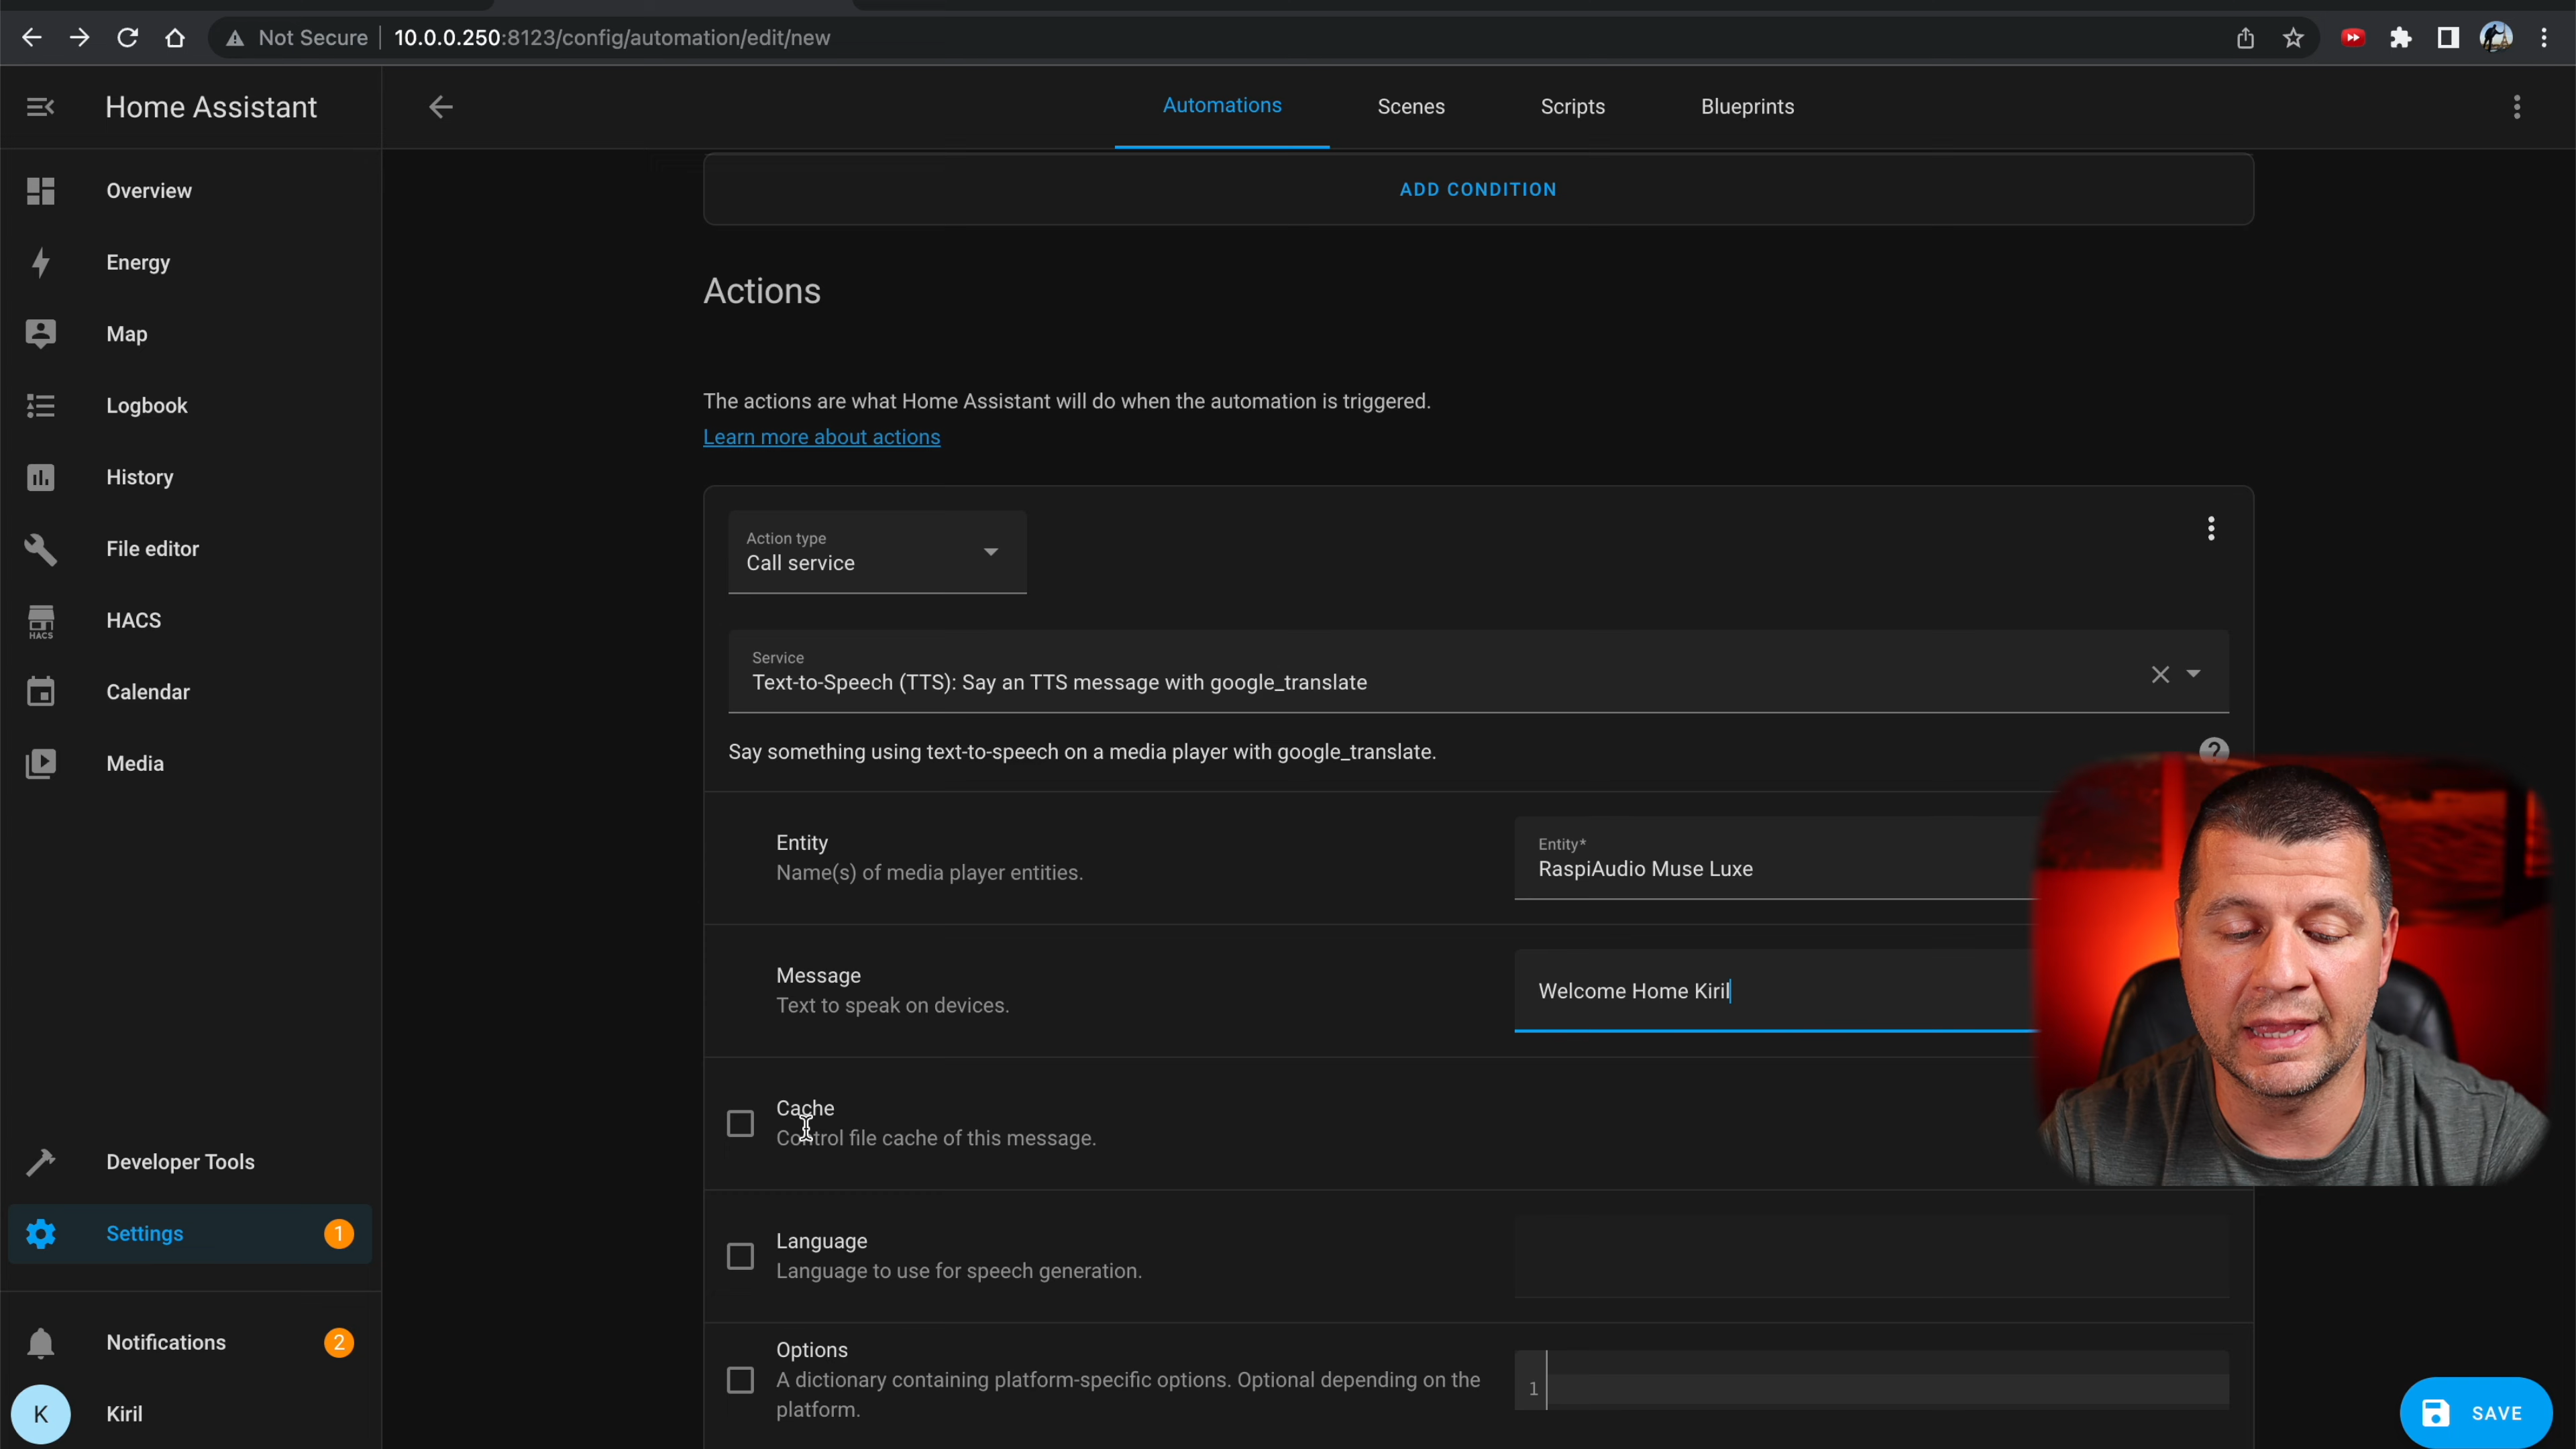 Not Secure 10.0.0.250:8123/config/automation/edit/new
Home Assistant
Automations
Scenes
Scripts
Blueprints
Overview
Energy
Map
Logbook
History
File editor
HACS
HACS
Calendar
Media
Developer Tools
Settings 1
Notifications 2
K Kiril
ADD CONDITION
Actions
The actions are what Home Assistant will do when the automation is triggered.
Learn more about actions
Action type
Call service
Service
Text-to-Speech (TTS): Say an TTS message with google_translate
Say something using text-to-speech on a media player with google_translate.
Entity
Name(s) of media player entities.
Entity*
RaspiAudio Muse Luxe
Message
Text to speak on devices.
Welcome Home Kiril
Cache
Control file cache of this message.
Language
Language to use for speech generation.
Options
A dictionary containing platform-specific options. Optional depending on the
platform.
1
SAVE